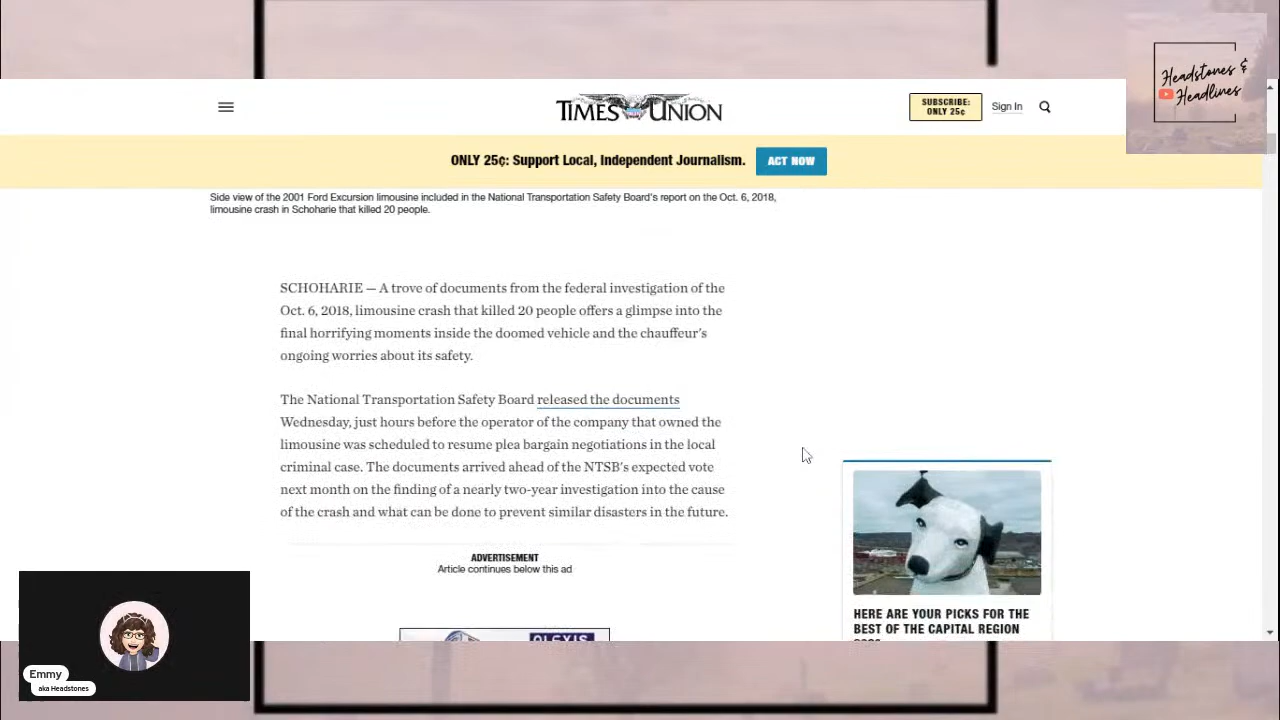 Headstones &
Headlines
TIMES UNION
SUBSCRIBE:
ONLY 25¢
Sign In
ONLY 25¢: Support Local, Independent Journalism.
ACT NOW
Side view of the 2001 Ford Excursion limousine included in the National Transportation Safety Board's report on the Oct. 6, 2018,
limousine crash in Schoharie that killed 20 people.
SCHOHARIE — A trove of documents from the federal investigation of the
Oct. 6, 2018, limousine crash that killed 20 people offers a glimpse into the
final horrifying moments inside the doomed vehicle and the chauffeur's
ongoing worries about its safety.
The National Transportation Safety Board released the documents
Wednesday, just hours before the operator of the company that owned the
limousine was scheduled to resume plea bargain negotiations in the local
criminal case. The documents arrived ahead of the NTSB's expected vote
next month on the finding of a nearly two-year investigation into the cause
of the crash and what can be done to prevent similar disasters in the future.
ADVERTISEMENT
Article continues below this ad
HERE ARE YOUR PICKS FOR THE
BEST OF THE CAPITAL REGION
Emmy
aka Headstones